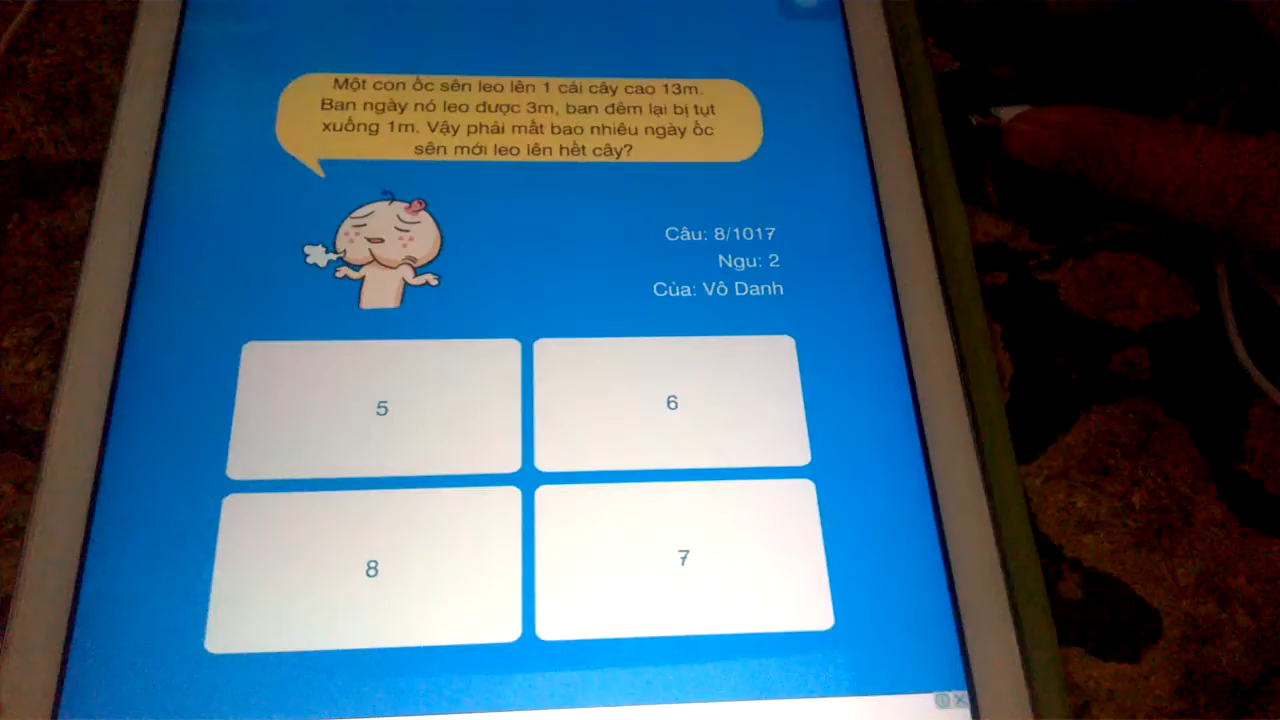 Một con ốc sên leo lên 1 cái cây cao 13m.
Ban ngày nó leo được 3m, ban đêm lại bị tụt
xuống 1m. Vậy phải mất bao nhiêu ngày ốc
sên mới leo lên hết cây?
Câu: 8/1017
Ngu: 2
Của: Vô Danh
5
6
8
7